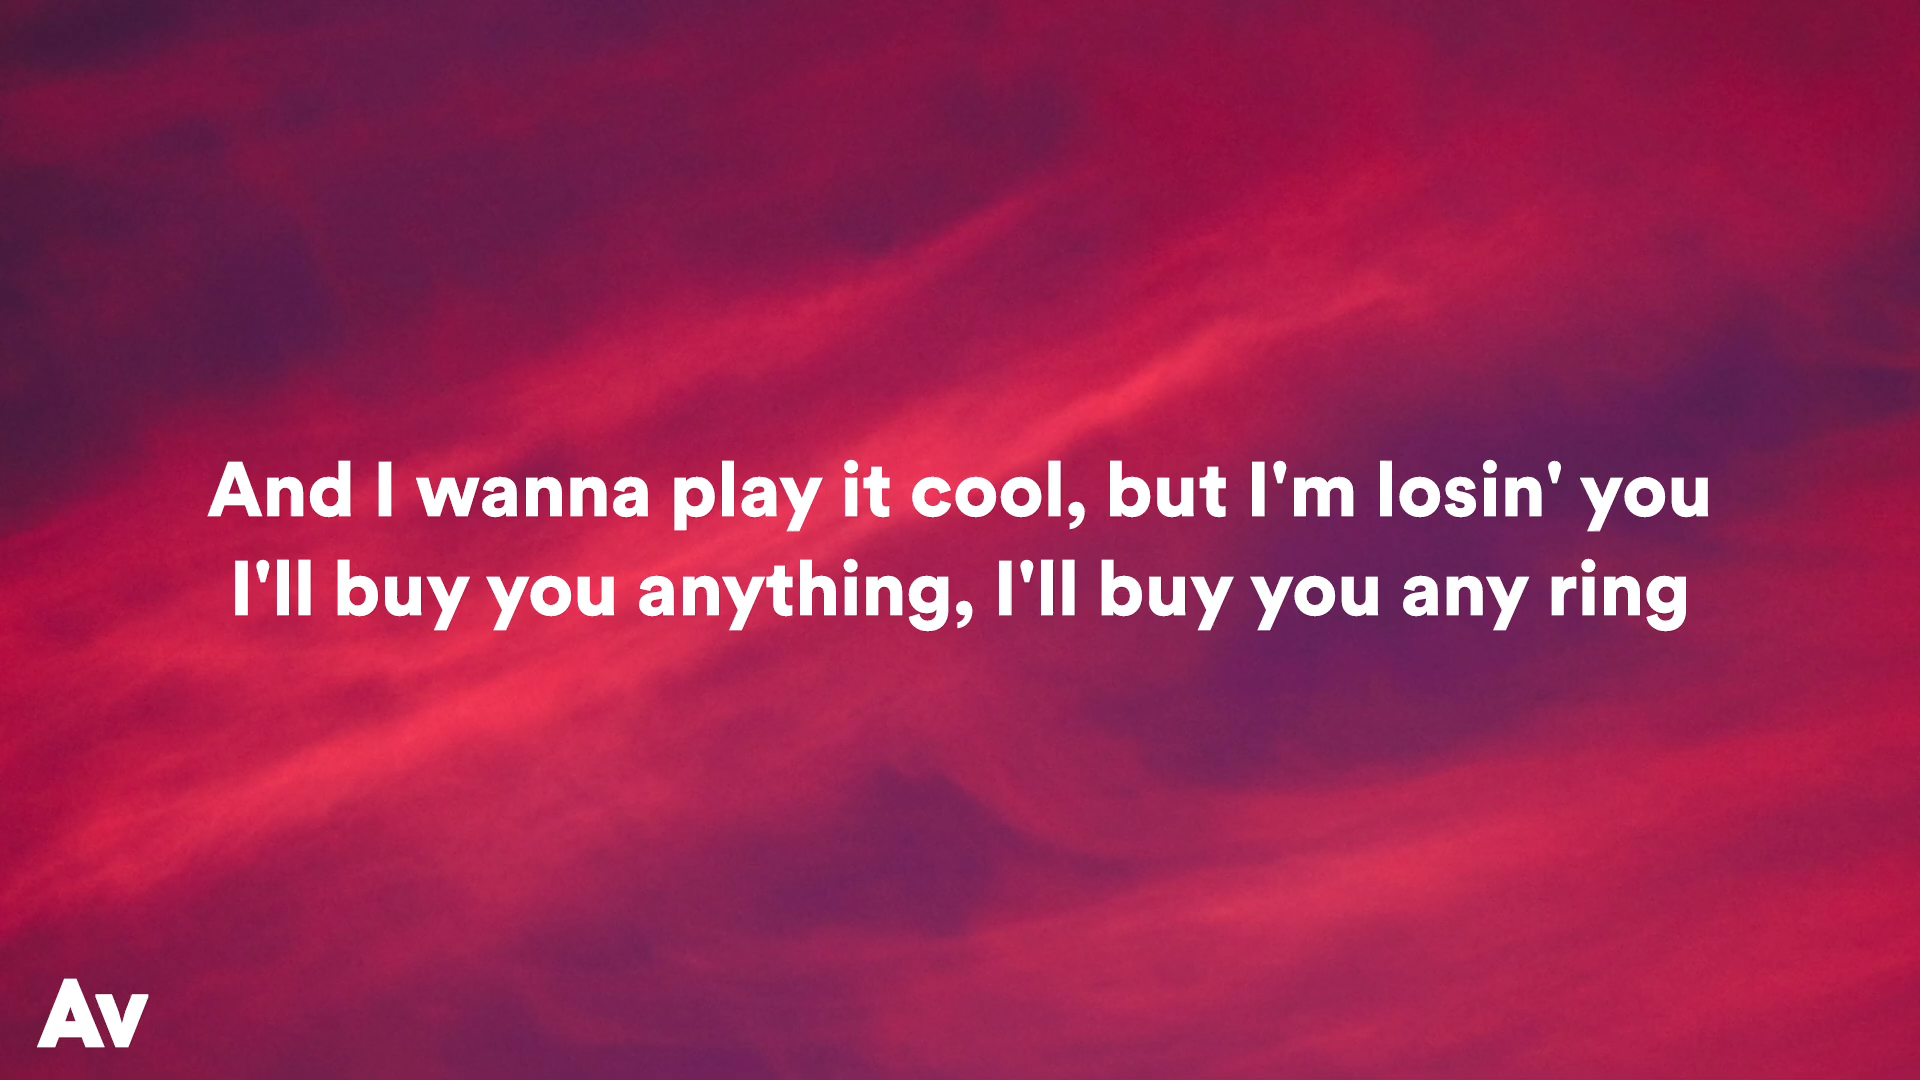 And I wanna play it cool, but I'm losin' you
I'll buy you anything, I'll buy you any ring
Av